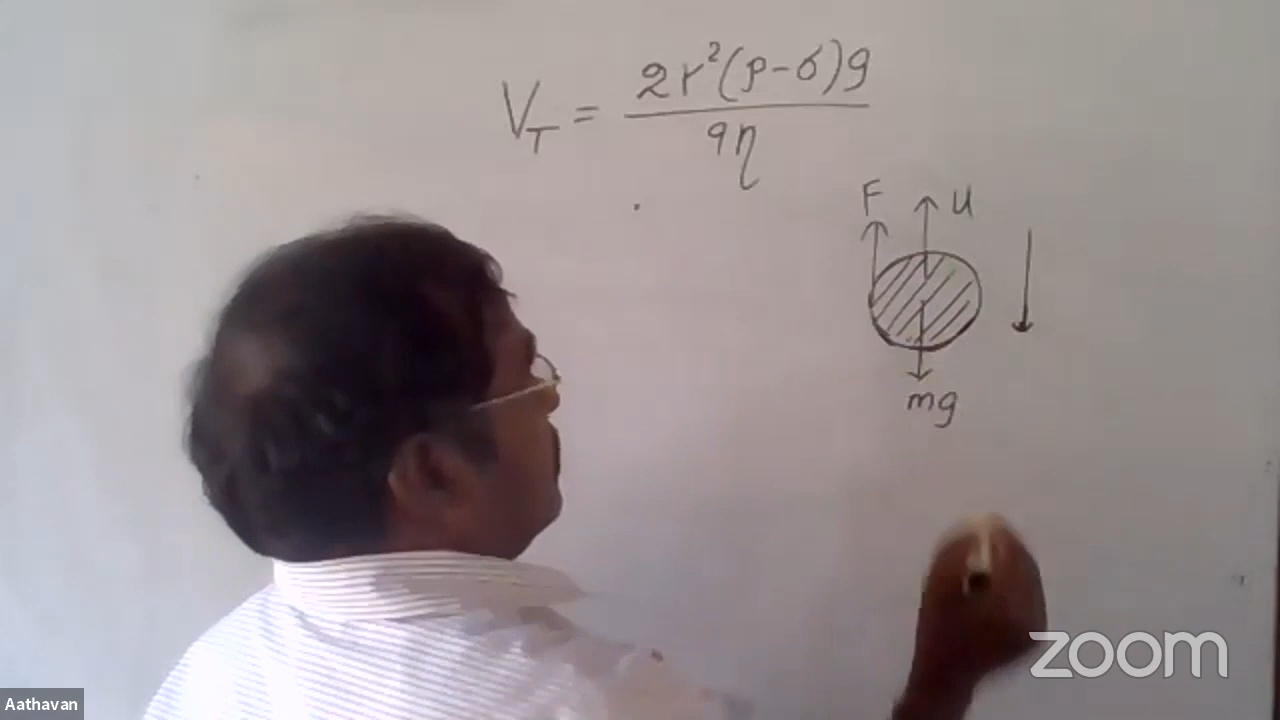 V_T = 2r²(ρ-σ)g / 9η
F U
mg
zoom
Aathavan